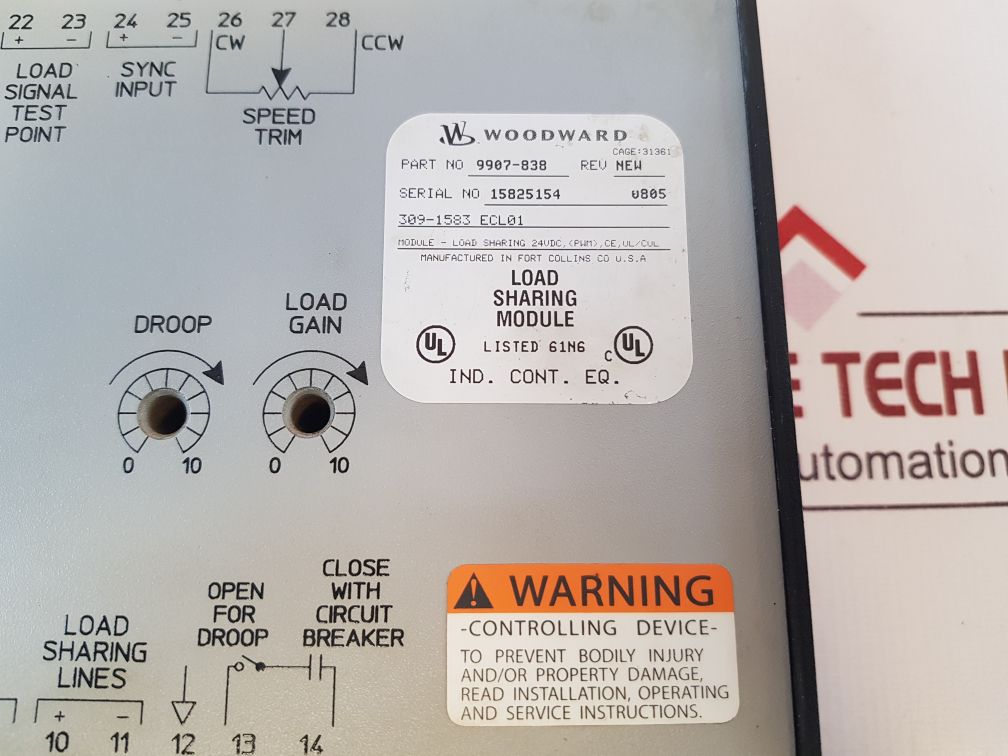 22 23 24 25 26 27 28
+ - + - CW CCW
LOAD
SIGNAL
TEST
POINT
SYNC
INPUT
SPEED
TRIM
WOODWARD
CAGE:31361
PART NO 9907-838 REV NEW
SERIAL NO 15825154 0805
309-1583 ECL01
MODULE - LOAD SHARING 24VDC,(PWM),CE,UL/CUL
MANUFACTURED IN FORT COLLINS CO U.S.A
LOAD
SHARING
MODULE
UL LISTED 61N6 C UL
IND. CONT. EQ.
DROOP
0 10
LOAD
GAIN
0 10
E TECH
utomation
LOAD
SHARING
LINES
+ -
10 11 12 13 14
OPEN
FOR
DROOP
CLOSE
WITH
CIRCUIT
BREAKER
WARNING
-CONTROLLING DEVICE-
TO PREVENT BODILY INJURY
AND/OR PROPERTY DAMAGE,
READ INSTALLATION, OPERATING
AND SERVICE INSTRUCTIONS.